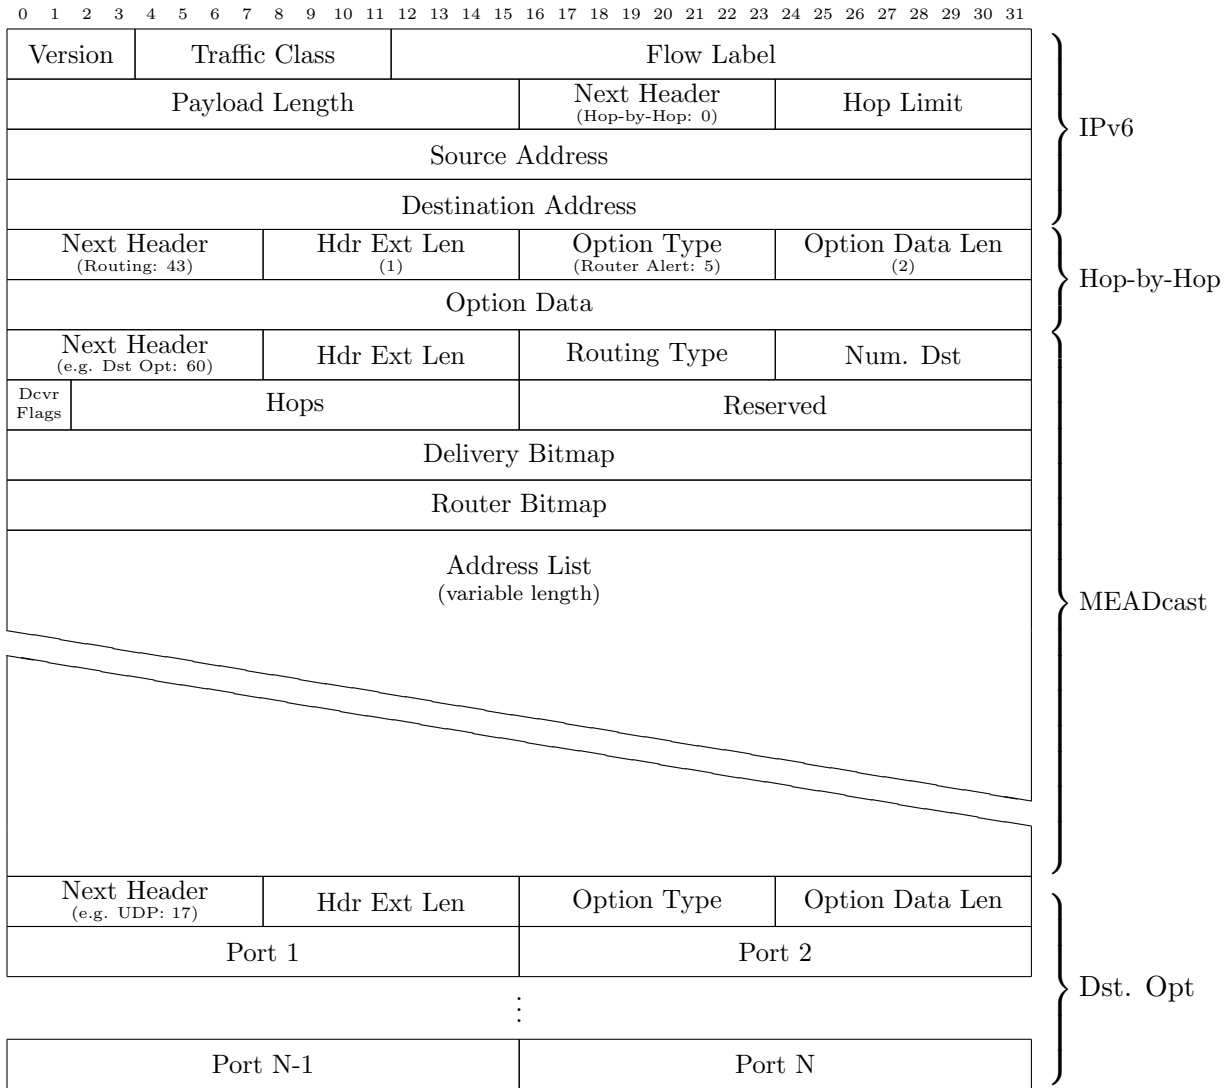 0 1 2 3 4 5 6 7 8 9 10 11 12 13 14 15 16 17 18 19 20 21 22 23 24 25 26 27 28 29 30 31
Version Traffic Class Flow Label
Payload Length Next Header Hop Limit
(Hop-by-Hop: 0)
IPv6
Source Address
Destination Address
Next Header Hdr Ext Len Option Type Option Data Len
(Routing: 43) (1) (Router Alert: 5) (2)
Hop-by-Hop
Option Data
Next Header Hdr Ext Len Routing Type Num. Dst
(e.g. Dst Opt: 60)
Dcvr
Flags
Hops Reserved
Delivery Bitmap
Router Bitmap
Address List
(variable length)
MEADcast
Next Header Hdr Ext Len Option Type Option Data Len
(e.g. UDP: 17)
Port 1 Port 2
Dst. Opt
⋮
Port N-1 Port N